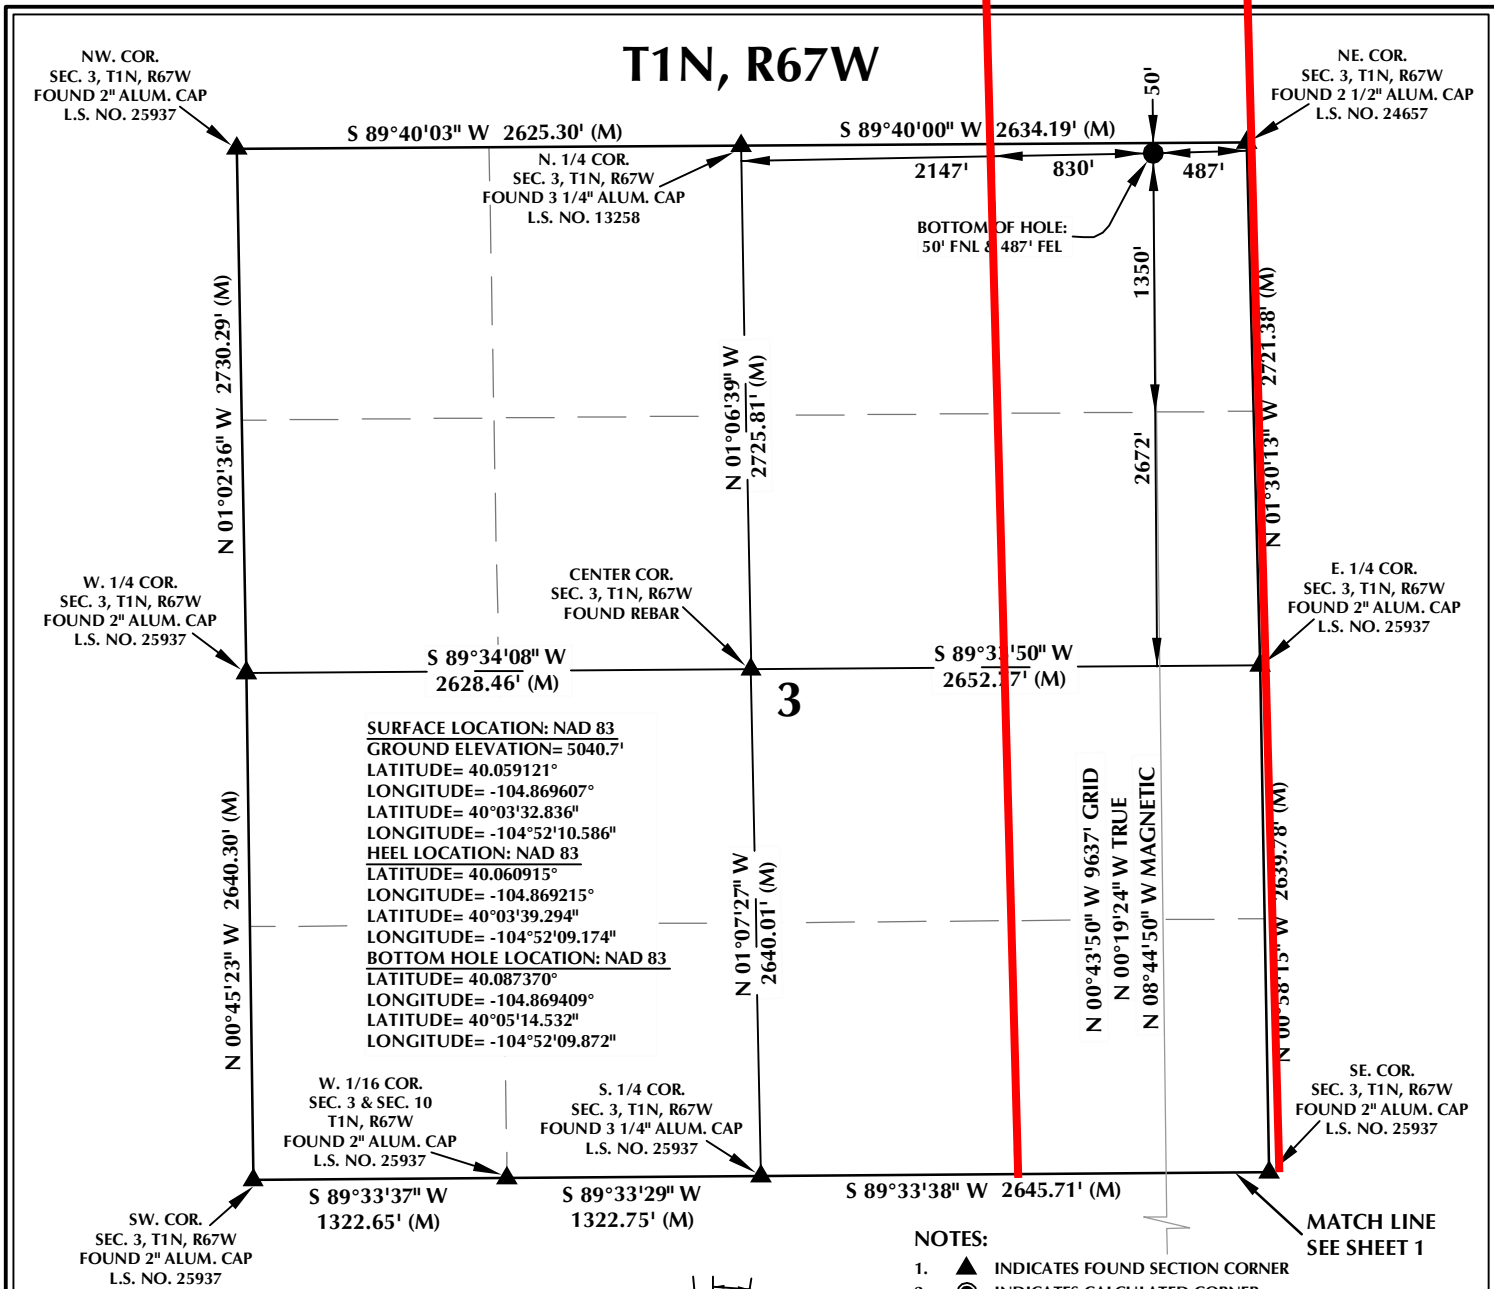 T1N, R67W
NW. COR.
SEC. 3, T1N, R67W
FOUND 2" ALUM. CAP
L.S. NO. 25937
NE. COR.
SEC. 3, T1N, R67W
FOUND 2 1/2" ALUM. CAP
L.S. NO. 24657
50'
S 89°40'03" W 2625.30' (M)
S 89°40'00" W 2634.19' (M)
N. 1/4 COR.
SEC. 3, T1N, R67W
FOUND 3 1/4" ALUM. CAP
L.S. NO. 13258
2147'
830'
487'
BOTTOM OF HOLE:
50' FNL & 487' FEL
1350'
N 01°02'36" W 2730.29' (M)
N 01°06'39" W
2725.81' (M)
2672'
N 01°30'13" W 2721.38' (M)
W. 1/4 COR.
SEC. 3, T1N, R67W
FOUND 2" ALUM. CAP
L.S. NO. 25937
CENTER COR.
SEC. 3, T1N, R67W
FOUND REBAR
E. 1/4 COR.
SEC. 3, T1N, R67W
FOUND 2" ALUM. CAP
L.S. NO. 25937
S 89°34'08" W
2628.46' (M)
S 89°33'50" W
(M)
3
SURFACE LOCATION: NAD 83
GROUND ELEVATION= 5040.7'
LATITUDE= 40.059121°
LONGITUDE= -104.869607°
LATITUDE= 40°03'32.836"
LONGITUDE= -104°52'10.586"
HEEL LOCATION: NAD 83
LATITUDE= 40.060915°
LONGITUDE= -104.869215°
LATITUDE= 40°03'39.294"
LONGITUDE= -104°52'09.174"
BOTTOM HOLE LOCATION: NAD 83
LATITUDE= 40.087370°
LONGITUDE= -104.869409°
LATITUDE= 40°05'14.532"
LONGITUDE= -104°52'09.872"
N 00°45'23" W 2640.30' (M)
N 01°07'27" W
2640.01' (M)
N 00°43'50" W 9637' GRID
N 00°19'24" W TRUE
N 08°44'50" W MAGNETIC
N 00°58'15" W 2639.78' (M)
W. 1/16 COR.
SEC. 3 & SEC. 10
T1N, R67W
FOUND 2" ALUM. CAP
L.S. NO. 25937
S. 1/4 COR.
SEC. 3, T1N, R67W
FOUND 3 1/4" ALUM. CAP
L.S. NO. 25937
SE. COR.
SEC. 3, T1N, R67W
FOUND 2" ALUM. CAP
L.S. NO. 25937
S 89°33'37" W
1322.65' (M)
S 89°33'29" W
1322.75' (M)
S 89°33'38" W 2645.71' (M)
SW. COR.
SEC. 3, T1N, R67W
FOUND 2" ALUM. CAP
L.S. NO. 25937
MATCH LINE
SEE SHEET 1
NOTES:
1. INDICATES FOUND SECTION CORNER
INDICATES CALCULATED CORNER